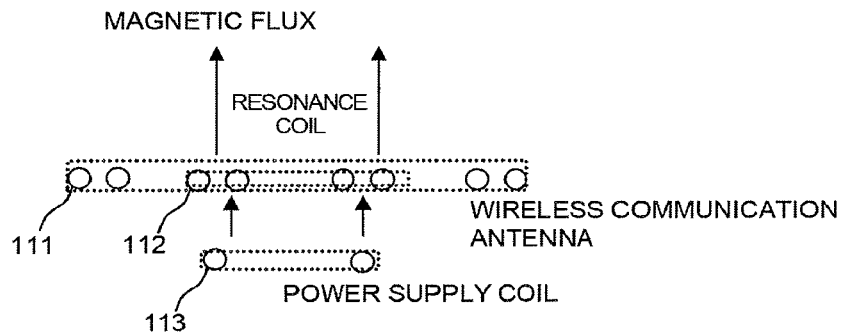 MAGNETIC FLUX
RESONANCE
COIL
111
112
WIRELESS COMMUNICATION
ANTENNA
POWER SUPPLY COIL
113